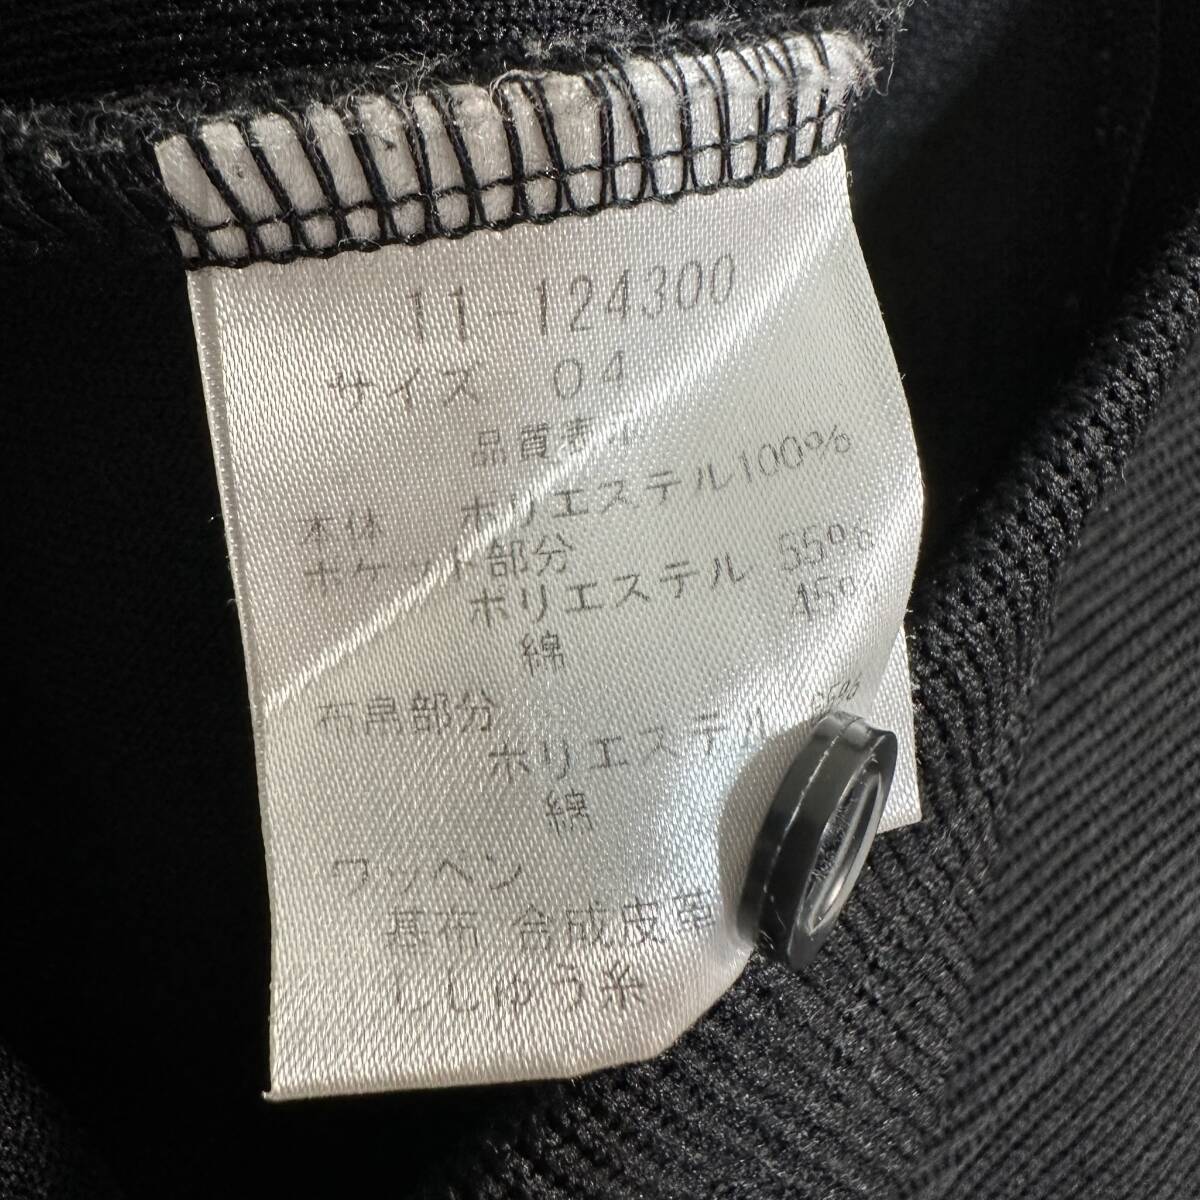 11-124300
サイズ 04
品質表示
本体 ポリエステル100%
ポケット部分
ポリエステル 55%
綿 45%
布帛部分
ポリエステル
綿
ワッペン
基布 合成皮革
ししゅう糸